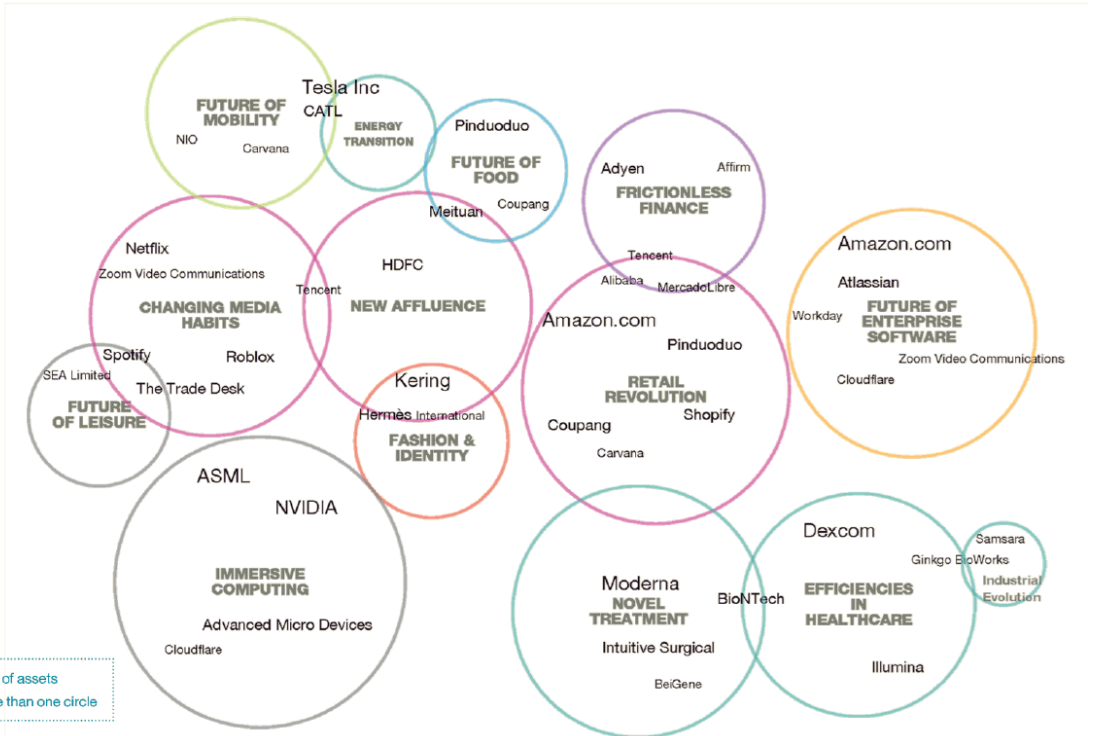 Tesla Inc
FUTURE OF
MOBILITY
CATL
NIO
Carvana
ENERGY
TRANSITION
Pinduoduo
FUTURE OF
FOOD
Coupang
Meituan
Adyen
Affirm
FRICTIONLESS
FINANCE
Tencent
Alibaba
MercadoLibre
Netflix
Zoom Video Communications
CHANGING MEDIA
HABITS
Tencent
Spotify
Roblox
SEA Limited
The Trade Desk
FUTURE
OF LEISURE
HDFC
NEW AFFLUENCE
Kering
Hermès International
FASHION &
IDENTITY
Amazon.com
Pinduoduo
RETAIL
REVOLUTION
Shopify
Coupang
Carvana
Amazon.com
Atlassian
Workday
FUTURE OF
ENTERPRISE
SOFTWARE
Zoom Video Communications
Cloudflare
ASML
NVIDIA
IMMERSIVE
COMPUTING
Advanced Micro Devices
Cloudflare
Moderna
NOVEL
TREATMENT
BioNTech
Intuitive Surgical
BeiGene
Dexcom
Ginkgo BioWorks
EFFICIENCIES
IN
HEALTHCARE
Illumina
Samsara
Industrial
Evolution
of assets
than one circle